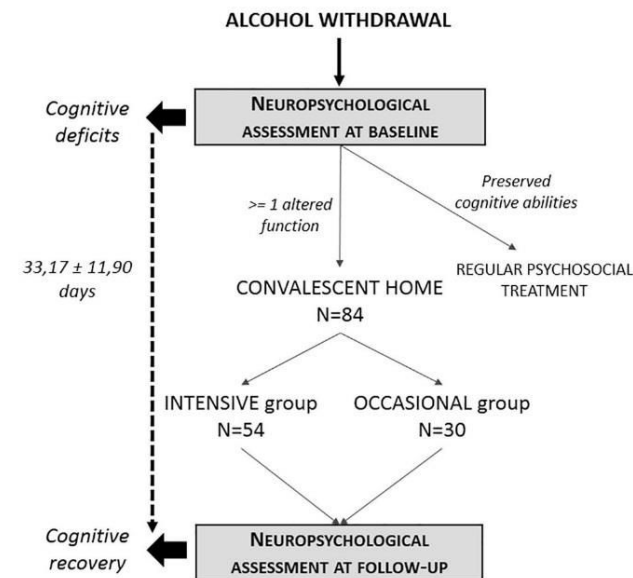 ALCOHOL WITHDRAWAL
NEUROPSYCHOLOGICAL
ASSESSMENT AT BASELINE
Cognitive
deficits
Preserved
cognitive abilities
>= 1 altered
function
33,17 ± 11,90
days
REGULAR PSYCHOSOCIAL
TREATMENT
CONVALESCENT HOME
N=84
INTENSIVE group
N=54
OCCASIONAL group
N=30
Cognitive
recovery
NEUROPSYCHOLOGICAL
ASSESSMENT AT FOLLOW-UP